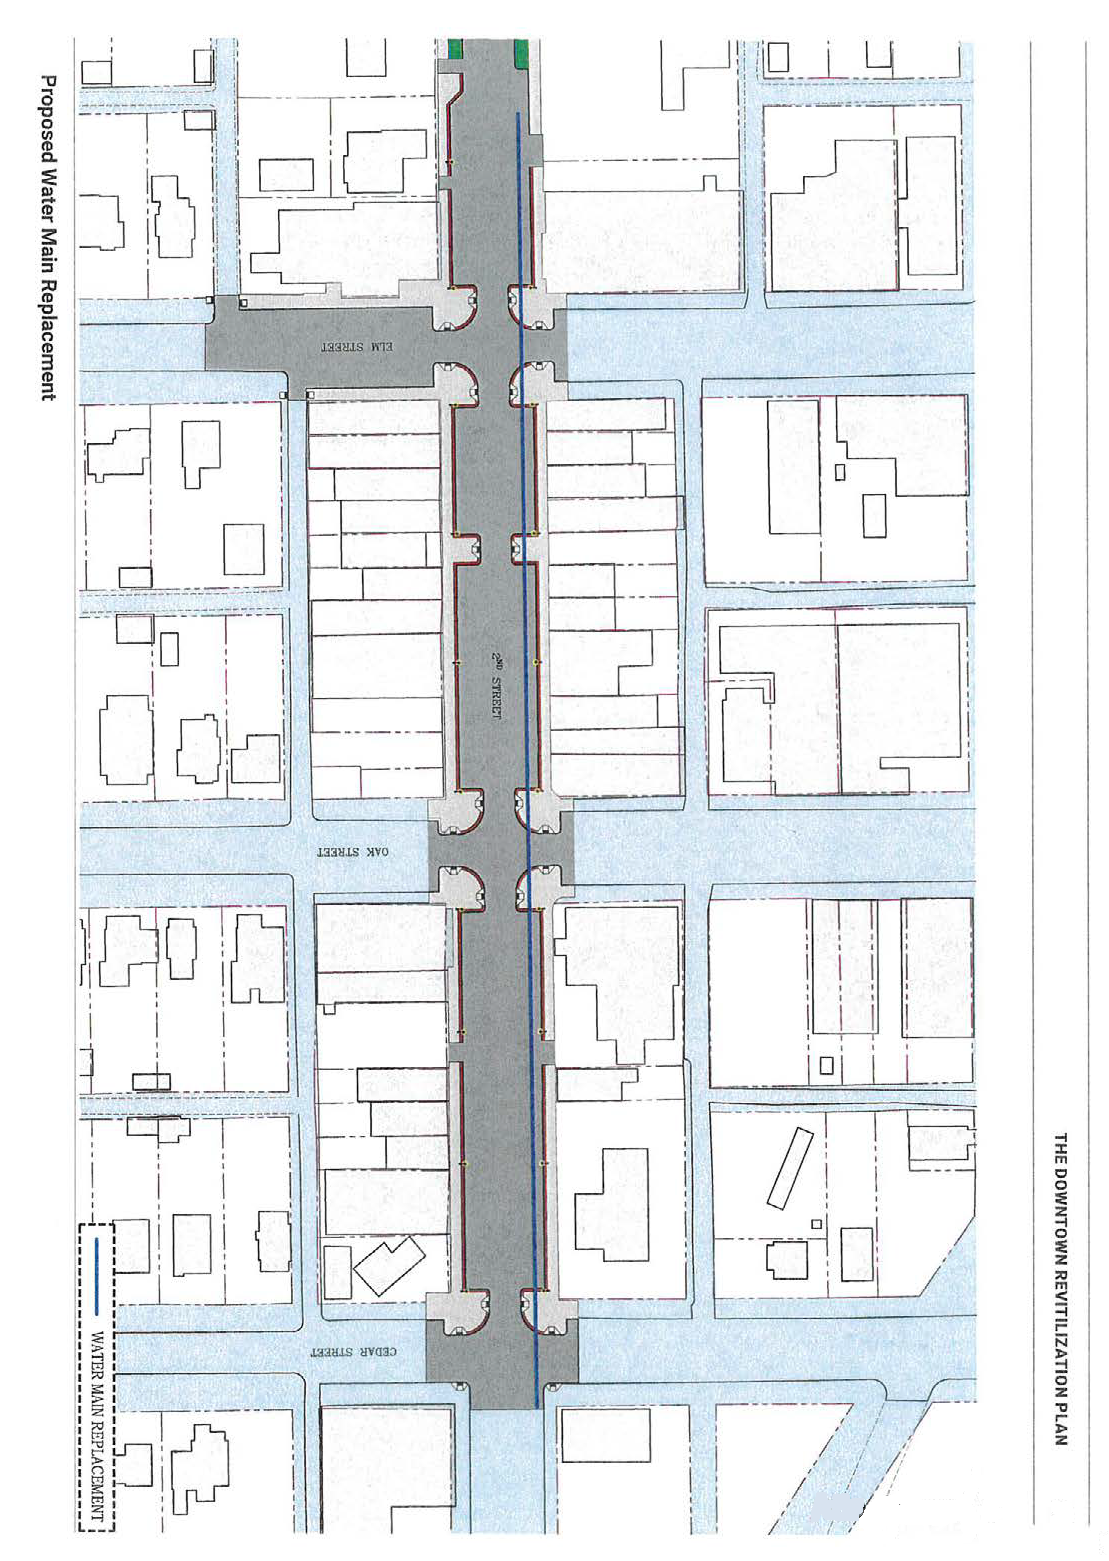 Proposed Water Main Replacement
THE DOWNTOWN REVITILIZATION PLAN
ELM STREET
2ND STREET
OAK STREET
CEDAR STREET
WATER MAIN REPLACEMENT